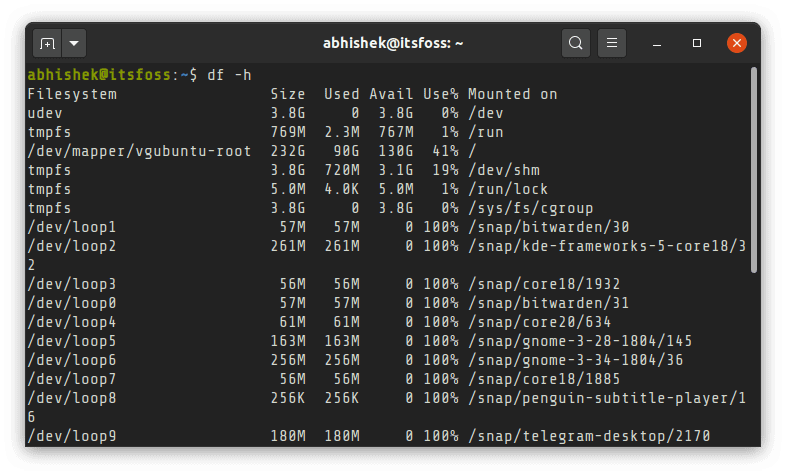 abhishek@itsfoss: ~
abhishek@itsfoss:~$ df -h
Filesystem                  Size  Used Avail Use% Mounted on
udev                        3.8G     0  3.8G   0% /dev
tmpfs                       769M  2.3M  767M   1% /run
/dev/mapper/vgubuntu-root   232G   90G  130G  41% /
tmpfs                       3.8G  720M  3.1G  19% /dev/shm
tmpfs                       5.0M  4.0K  5.0M   1% /run/lock
tmpfs                       3.8G     0  3.8G   0% /sys/fs/cgroup
/dev/loop1                   57M   57M     0 100% /snap/bitwarden/30
/dev/loop2                  261M  261M     0 100% /snap/kde-frameworks-5-core18/3
2
/dev/loop3                   56M   56M     0 100% /snap/core18/1932
/dev/loop0                   57M   57M     0 100% /snap/bitwarden/31
/dev/loop4                   61M   61M     0 100% /snap/core20/634
/dev/loop5                  163M  163M     0 100% /snap/gnome-3-28-1804/145
/dev/loop6                  256M  256M     0 100% /snap/gnome-3-34-1804/36
/dev/loop7                   56M   56M     0 100% /snap/core18/1885
/dev/loop8                  256K  256K     0 100% /snap/penguin-subtitle-player/1
6
/dev/loop9                  180M  180M     0 100% /snap/telegram-desktop/2170